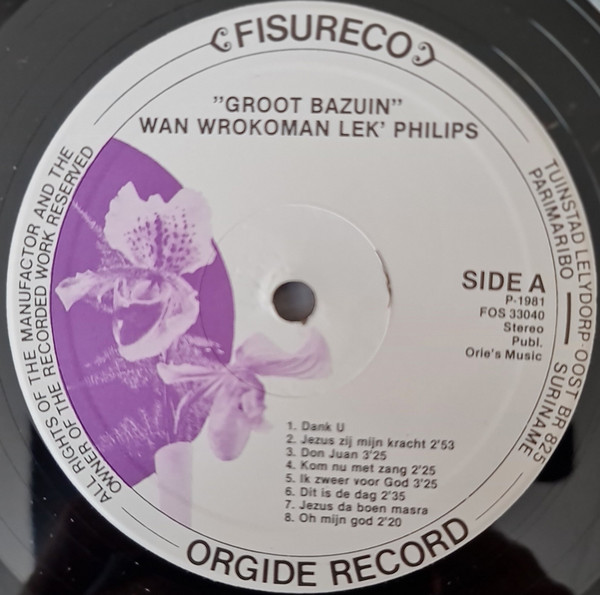 FISURECO
"GROOT BAZUIN"
WAN WROKOMAN LEK' PHILIPS
ALL RIGHTS OF THE MANUFACTOR AND THE
OWNER OF THE RECORDED WORK RESERVED
TUINSTAD LELYDORP-OOST BR 825
PARIMARIBO — SURINAME
SIDE A
P-1981
FOS 33040
Stereo
Publ.
Orie's Music
1. Dank U
2. Jezus zij mijn kracht 2'53
3. Don Juan 3'25
4. Kom nu met zang 2'25
5. Ik zweer voor God 3'25
6. Dit is de dag 2'35
7. Jezus da boen masra
8. Oh mijn god 2'20
ORGIDE RECORD